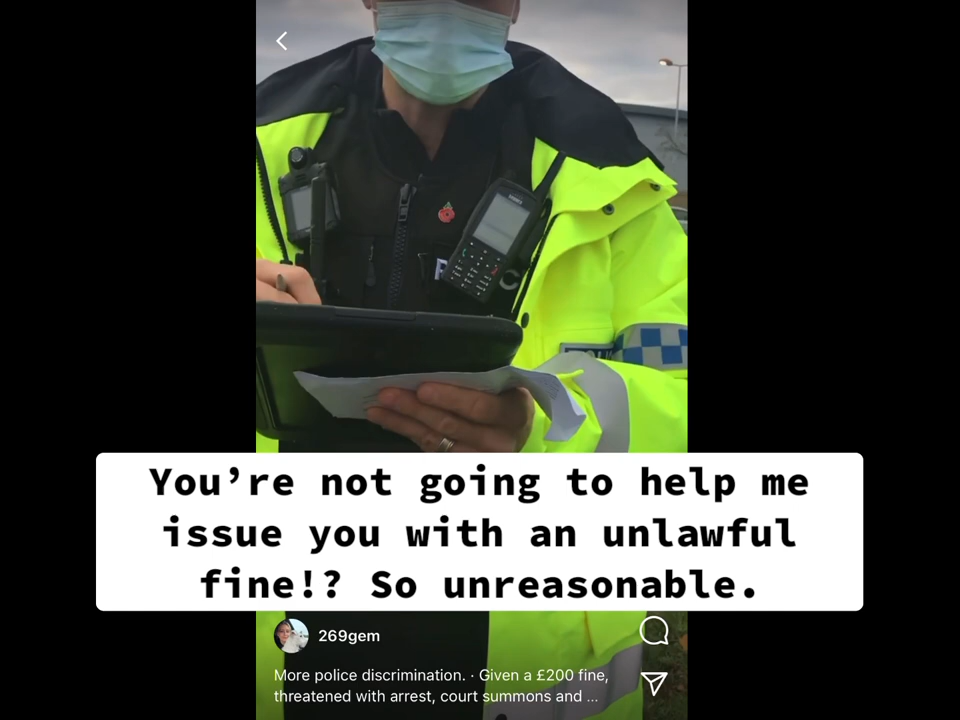 You’re not going to help me
issue you with an unlawful
fine!? So unreasonable.
269gem
More police discrimination. · Given a £200 fine,
threatened with arrest, court summons and ...